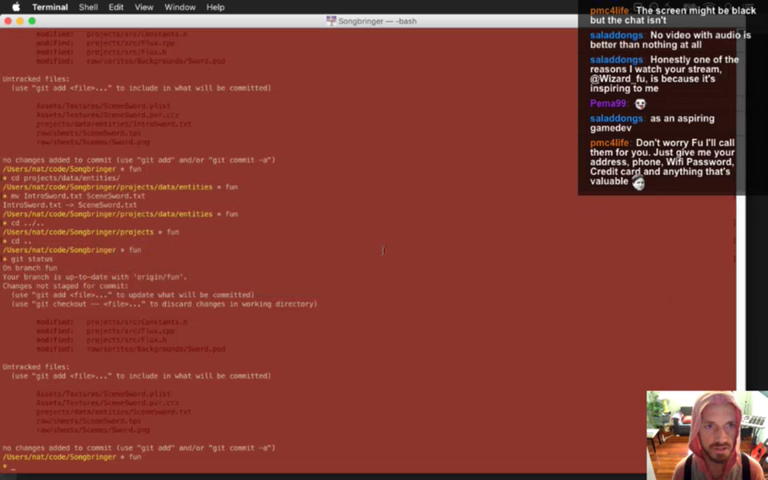 Terminal Shell Edit View Window Help
Songbringer — -bash
modified: projects/src/Constants.h
modified: projects/src/Flux.cpp
modified: projects/src/flux.h
modified: raw/spritso/Backgrounds/Sword.psd
Untracked files:
(use "git add <file>..." to include in what will be committed)
Assets/Textures/SceneSword.plist
Assets/Textures/SceneSword.pvr.ccz
projects/data/entities/IntroSword.txt
raw/sheets/SceneSword.tps
raw/sheets/Scenes/Sword.png
no changes added to commit (use "git add" and/or "git commit -a")
/Users/nat/code/Songbringer * fun
* cd projects/data/entities/
/Users/nat/code/Songbringer/projects/data/entities * fun
* mv IntroSword.txt SceneSword.txt
IntroSword.txt -> SceneSword.txt
/Users/nat/code/Songbringer/projects/data/entities * fun
* cd ../..
/Users/nat/code/Songbringer/projects * fun
* cd ..
/Users/nat/code/Songbringer * fun
* git status
On branch fun
Your branch is up-to-date with 'origin/fun'.
Changes not staged for commit:
(use "git add <file>..." to update what will be committed)
(use "git checkout -- <file>..." to discard changes in working directory)
modified: projects/src/Constants.h
modified: projects/src/Flux.cpp
modified: projects/src/flux.h
modified: raw/spritso/Backgrounds/Sword.psd
Untracked files:
(use "git add <file>..." to include in what will be committed)
Assets/Textures/SceneSword.plist
Assets/Textures/SceneSword.pvr.ccz
projects/data/entities/SceneSword.txt
raw/sheets/SceneSword.tps
raw/sheets/Scenes/Sword.png
no changes added to commit (use "git add" and/or "git commit -a")
/Users/nat/code/Songbringer * fun
* _
pmc4life: The screen might be black
but the chat isn't
saladdongs: No video with audio is
better than nothing at all
saladdongs: Honestly one of the
reasons I watch your stream,
@Wizard_fu, is because it's
inspiring to me
Pema99:
saladdongs: as an aspiring
gamedev
pmc4life: Don't worry Fu I'll call
them for you. Just give me your
address, phone, Wifi Password,
Credit card and anything that's
valuable